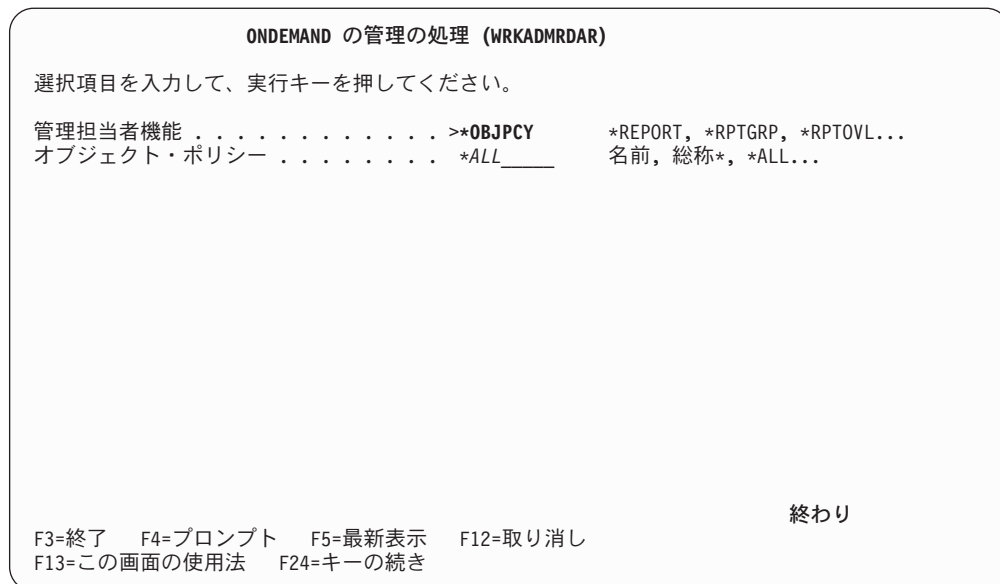 ONDEMAND の管理の処理 (WRKADMRDAR)
選択項目を入力して、実行キーを押してください。
管理担当者機能 . . . . . . . . . . . . >*OBJPCY *REPORT, *RPTGRP, *RPTOVL...
オブジェクト・ポリシー . . . . . . . . *ALL_____ 名前, 総称*, *ALL...
終わり
F3=終了 F4=プロンプト F5=最新表示 F12=取り消し
F13=この画面の使用法 F24=キーの続き